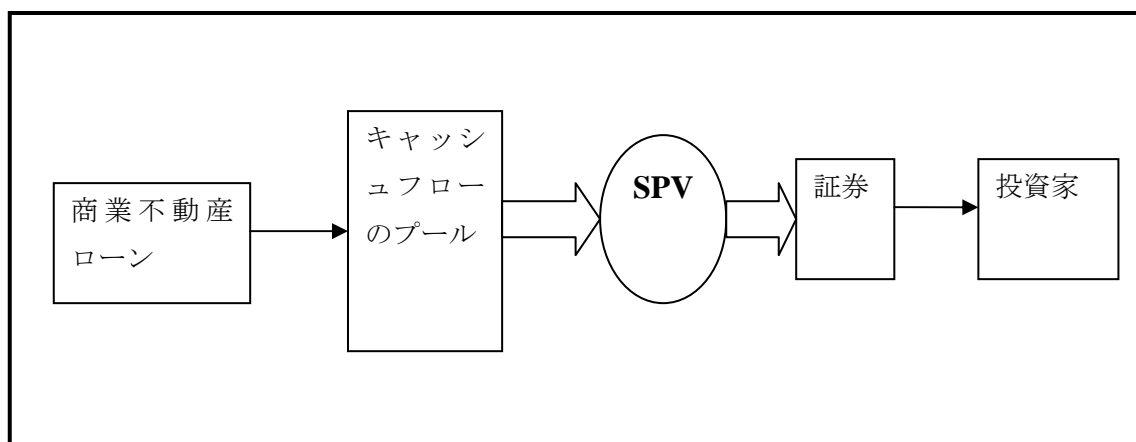 商業不動産
ローン
キャッシ
ュフロー
のプール
SPV
証券
投資家